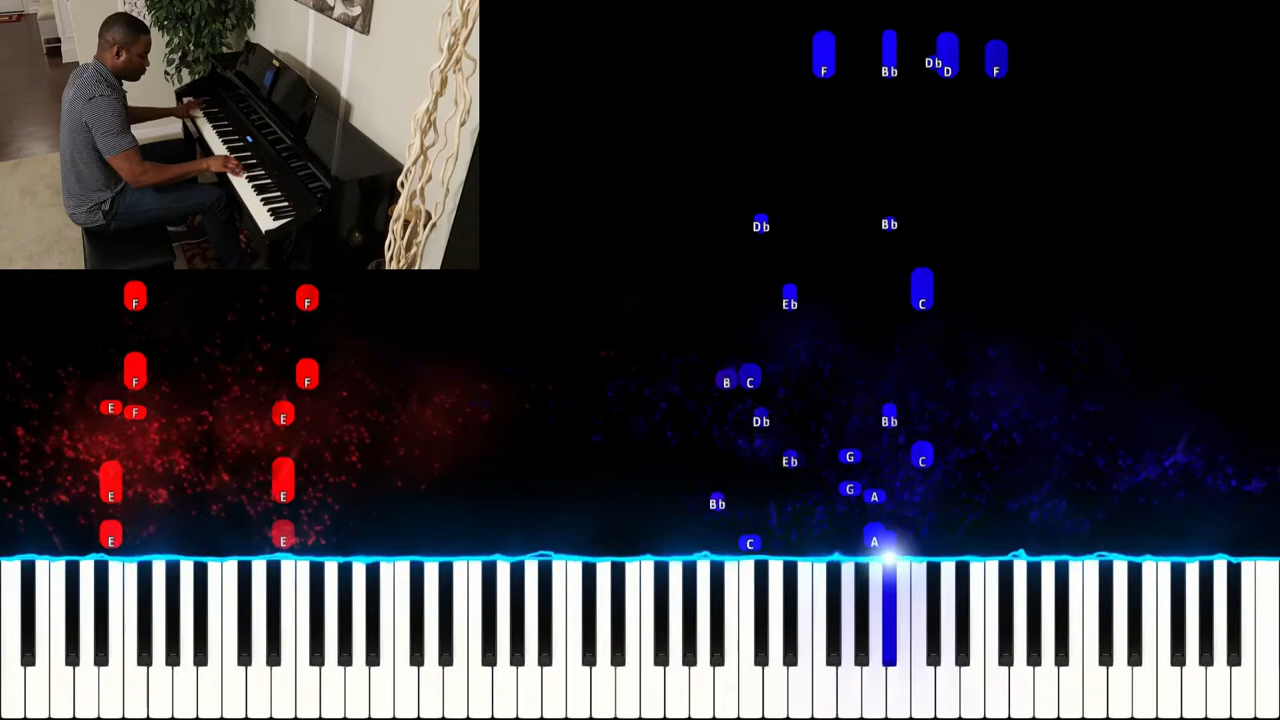 F Bb Db D F
Db Bb
F F Eb C
F F B C
E F E Db Bb
E E Eb G C
G A
Bb
E E C A